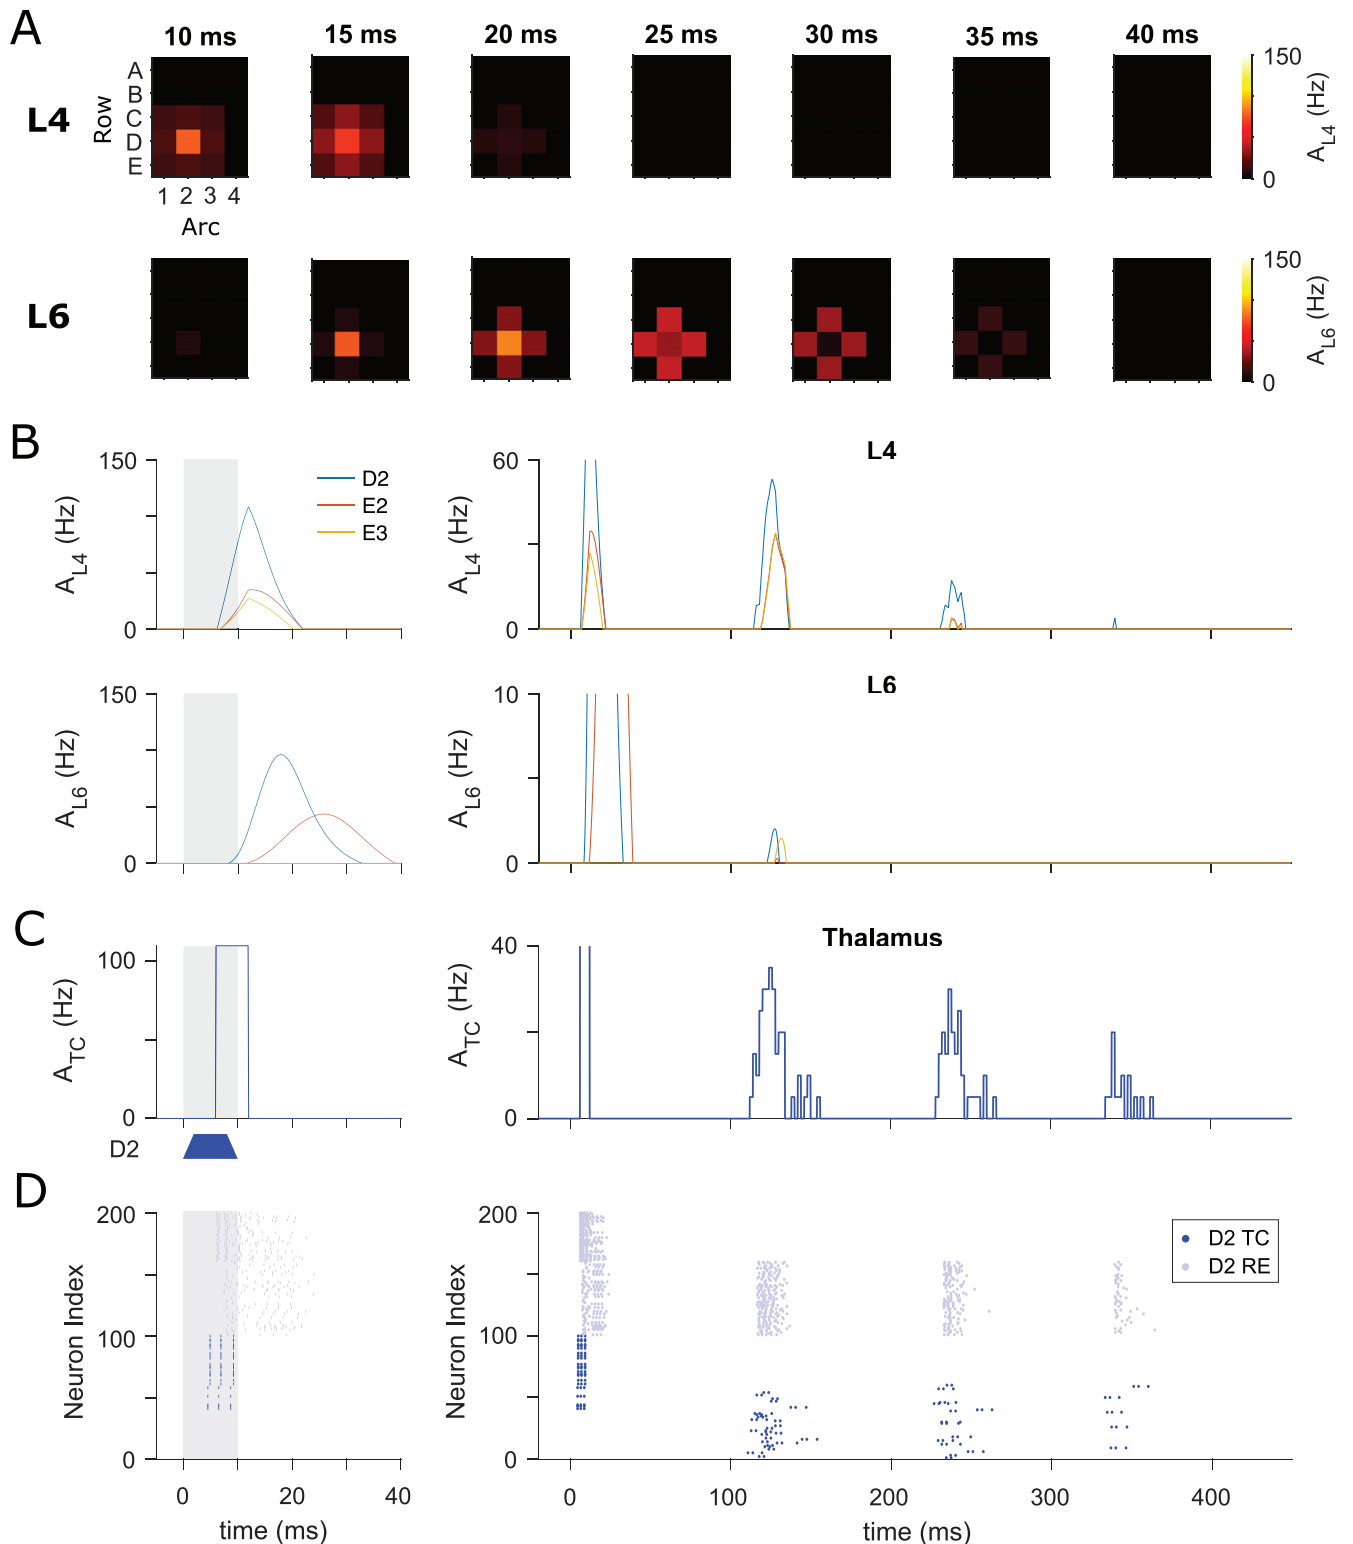 A
10 ms 15 ms 20 ms 25 ms 30 ms 35 ms 40 ms
L4
Row
A
B
C
D
E
1 2 3 4
Arc
150
0
A_L4 (Hz)
L6
150
0
A_L6 (Hz)
B
150
0
A_L4 (Hz)
D2
E2
E3
L4
60
0
A_L4 (Hz)
150
0
A_L6 (Hz)
L6
10
0
A_L6 (Hz)
C
100
0
A_TC (Hz)
D2
Thalamus
40
0
A_TC (Hz)
D
200
100
0
Neuron Index
0 20 40
time (ms)
200
100
0
Neuron Index
D2 TC
D2 RE
0 100 200 300 400
time (ms)